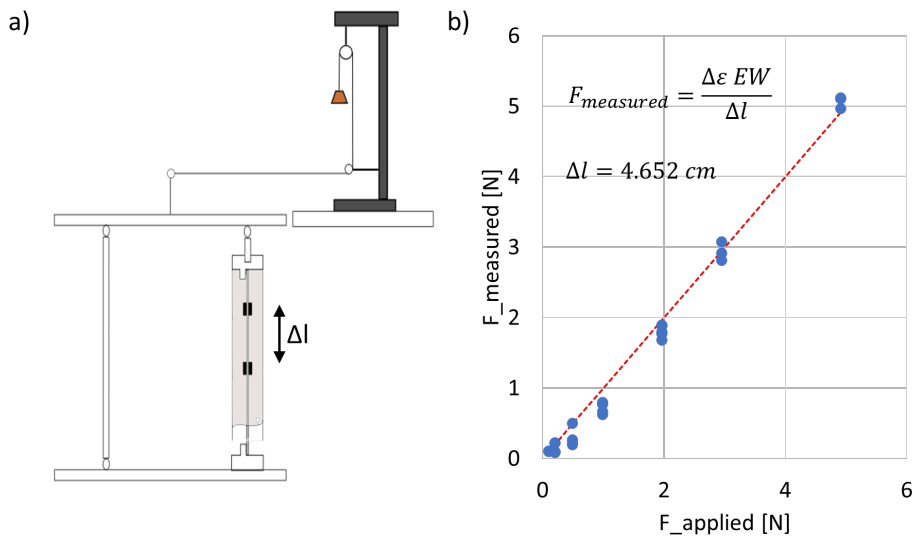 a)
Δl
b)
F_measured [N]
6
5
4
3
2
1
0
F_measured = Δε EW / Δl
Δl = 4.652 cm
0 2 4 6
F_applied [N]